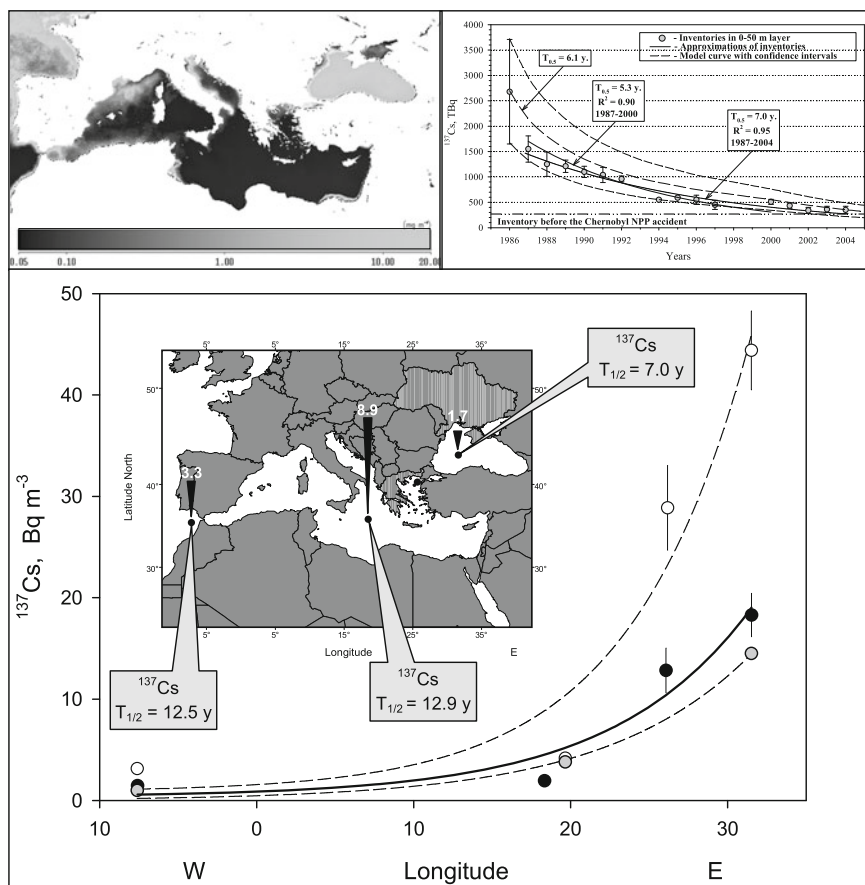 [mg m⁻³]
0.05 0.10 1.00 10.00 20.00
4000
3500
3000
2500
2000
1500
1000
500
0
¹³⁷Cs, TBq
- Inventories in 0-50 m layer
- Approximations of inventories
- Model curve with confidence intervals
T₀.₅ = 6.1 y.
T₀.₅ = 5.3 y.
R² = 0.90
1987-2000
T₀.₅ = 7.0 y.
R² = 0.95
1987-2004
Inventory before the Chernobyl NPP accident
1986 1988 1990 1992 1994 1996 1998 2000 2002 2004
Years
50
40
30
20
10
0
¹³⁷Cs, Bq m⁻³
5° 5° 15° 25° 35°
50° 50°
40° 40°
30° 30°
Latitude North
8.9
1.7
3.3
5° 5° 15° 25° 35°
Longitude E
¹³⁷Cs
T₁/₂ = 7.0 y
¹³⁷Cs
T₁/₂ = 12.5 y
¹³⁷Cs
T₁/₂ = 12.9 y
10 0 10 20 30
W Longitude E